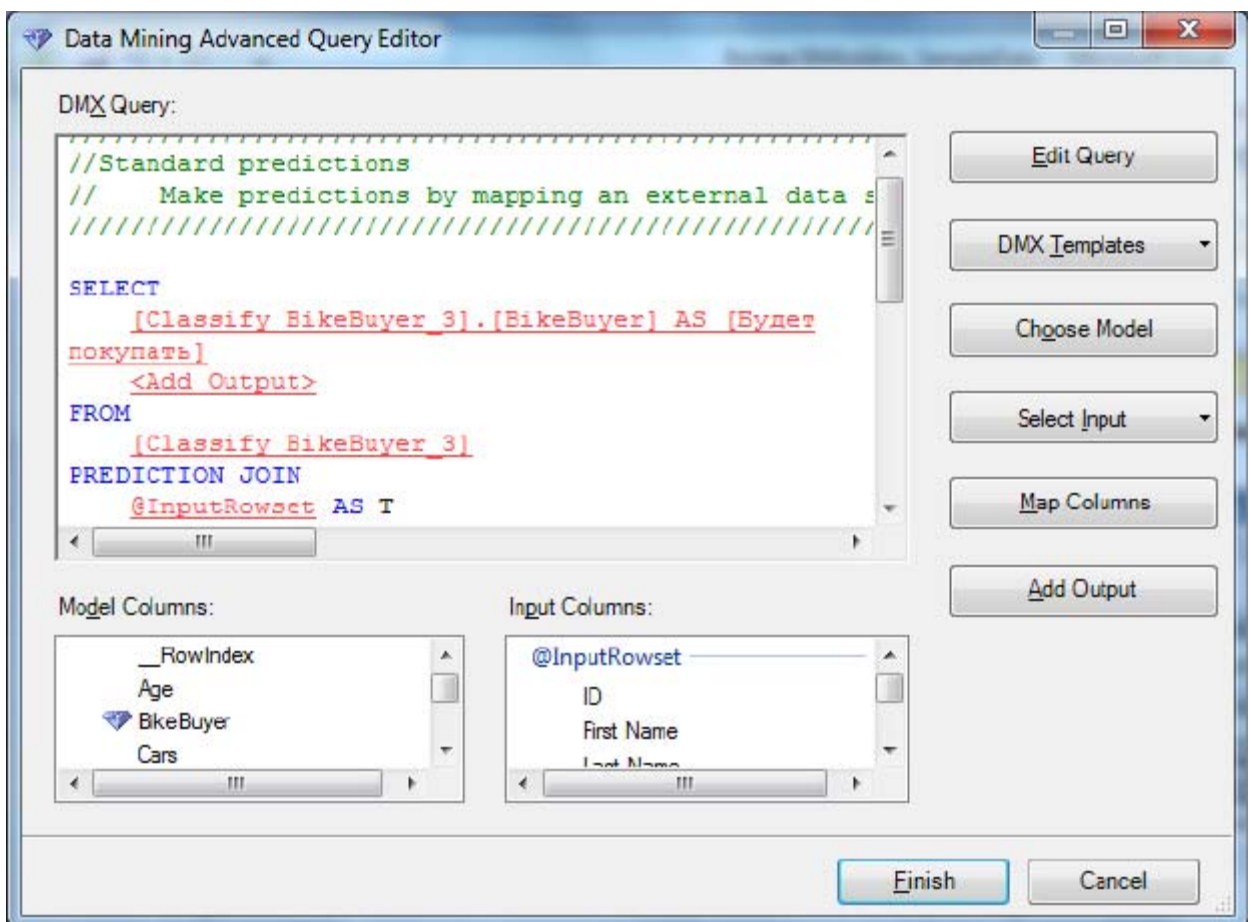 Data Mining Advanced Query Editor
DMX Query:
////////////////////////////////////////////////////
//Standard predictions
//    Make predictions by mapping an external data s
////////////////////////////////////////////////////
SELECT
[Classify BikeBuyer_3].[BikeBuyer] AS [Будет
покупать]
<Add Output>
FROM
[Classify BikeBuyer_3]
PREDICTION JOIN
@InputRowset AS T
Edit Query
DMX Templates
Choose Model
Select Input
Map Columns
Add Output
Model Columns:
__RowIndex
Age
BikeBuyer
Cars
Input Columns:
@InputRowset
ID
First Name
Last Name
Finish
Cancel